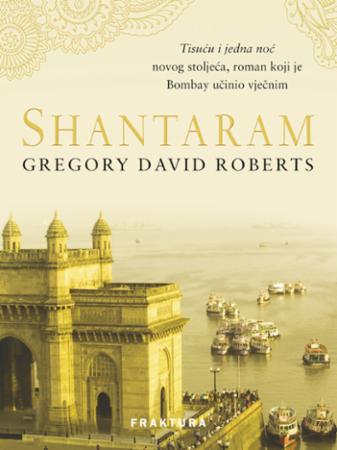 Tisuću i jedna noć
novog stoljeća, roman koji je
Bombay učinio vječnim
SHANTARAM
GREGORY DAVID ROBERTS
FRAKTURA